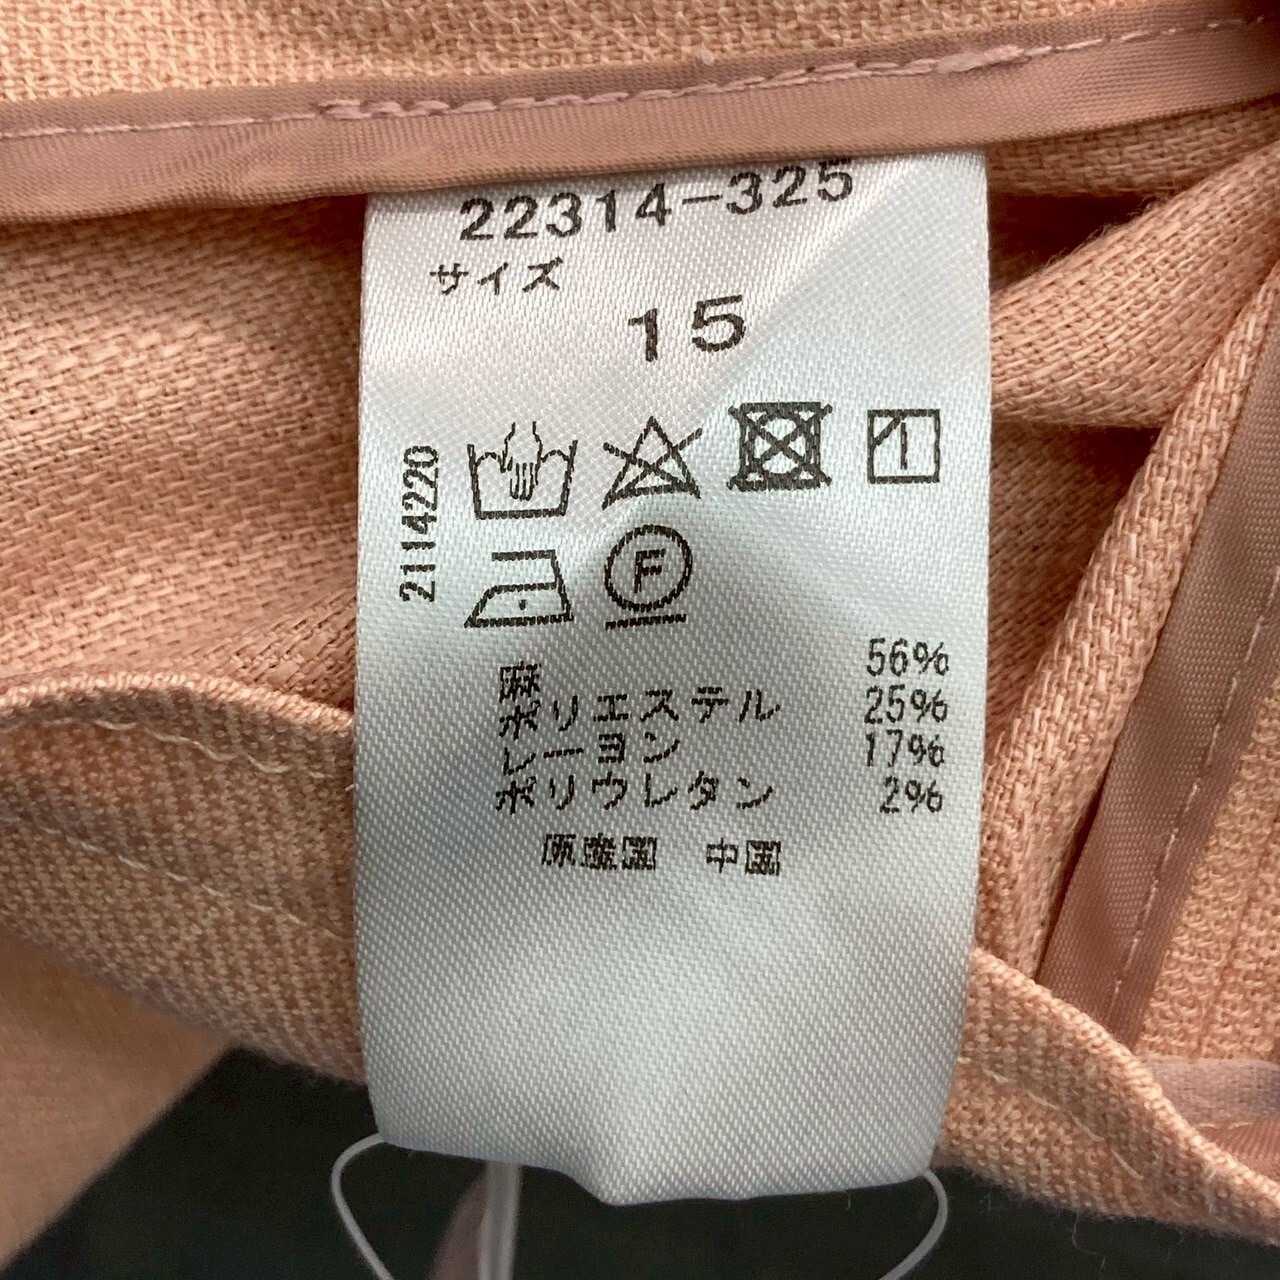 22314-325
サイズ
15
2114220
F
麻 56%
ポリエステル 25%
レーヨン 17%
ポリウレタン 2%
原産国 中国